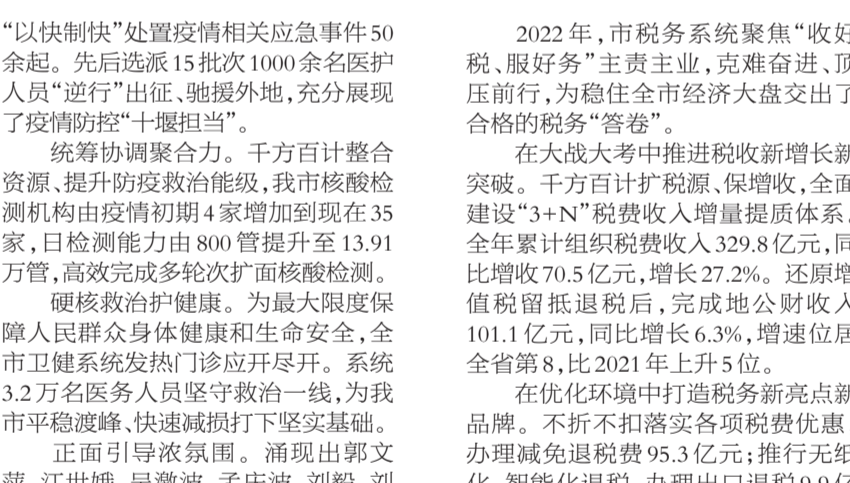 “以快制快”处置疫情相关应急事件50
余起。先后选派15批次1000余名医护
人员“逆行”出征、驰援外地,充分展现
了疫情防控“十堰担当”。
统筹协调聚合力。千方百计整合
资源、提升防疫救治能级,我市核酸检
测机构由疫情初期4家增加到现在35
家,日检测能力由800管提升至13.91
万管,高效完成多轮次扩面核酸检测。
硬核救治护健康。为最大限度保
障人民群众身体健康和生命安全,全
市卫健系统发热门诊应开尽开。系统
3.2万名医务人员坚守救治一线,为我
市平稳渡峰、快速减损打下坚实基础。
正面引导浓氛围。涌现出郭文
2022年,市税务系统聚焦“收好
税、服好务”主责主业,克难奋进、顶
压前行,为稳住全市经济大盘交出了
合格的税务“答卷”。
在大战大考中推进税收新增长新
突破。千方百计扩税源、保增收,全面
建设“3+N”税费收入增量提质体系。
全年累计组织税费收入329.8亿元,同
比增收70.5亿元,增长27.2%。还原增
值税留抵退税后,完成地公财收入
101.1亿元,同比增长6.3%,增速位居
全省第8,比2021年上升5位。
在优化环境中打造税务新亮点新
品牌。不折不扣落实各项税费优惠
办理减免退税费95.3亿元;推行无纸